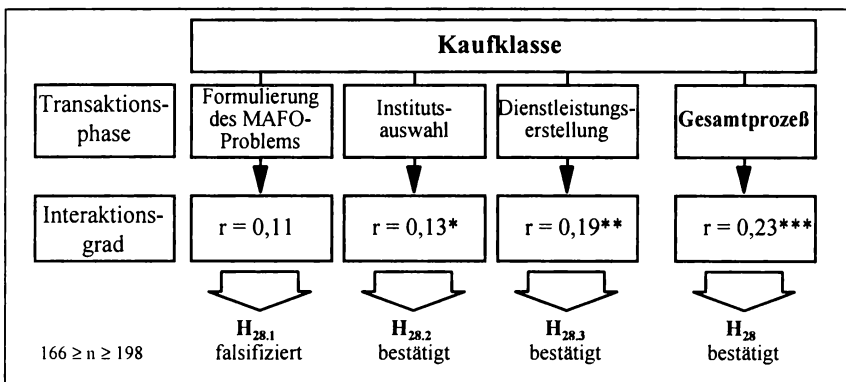 Kaufklasse
Transaktions-
phase
Formulierung
des MAFO-
Problems
Instituts-
auswahl
Dienstleistungs-
erstellung
Gesamtprozeß
Interaktions-
grad
r = 0,11
r = 0,13*
r = 0,19**
r = 0,23***
166 ≥ n ≥ 198
H28.1
falsifiziert
H28.2
bestätigt
H28.3
bestätigt
H28
bestätigt